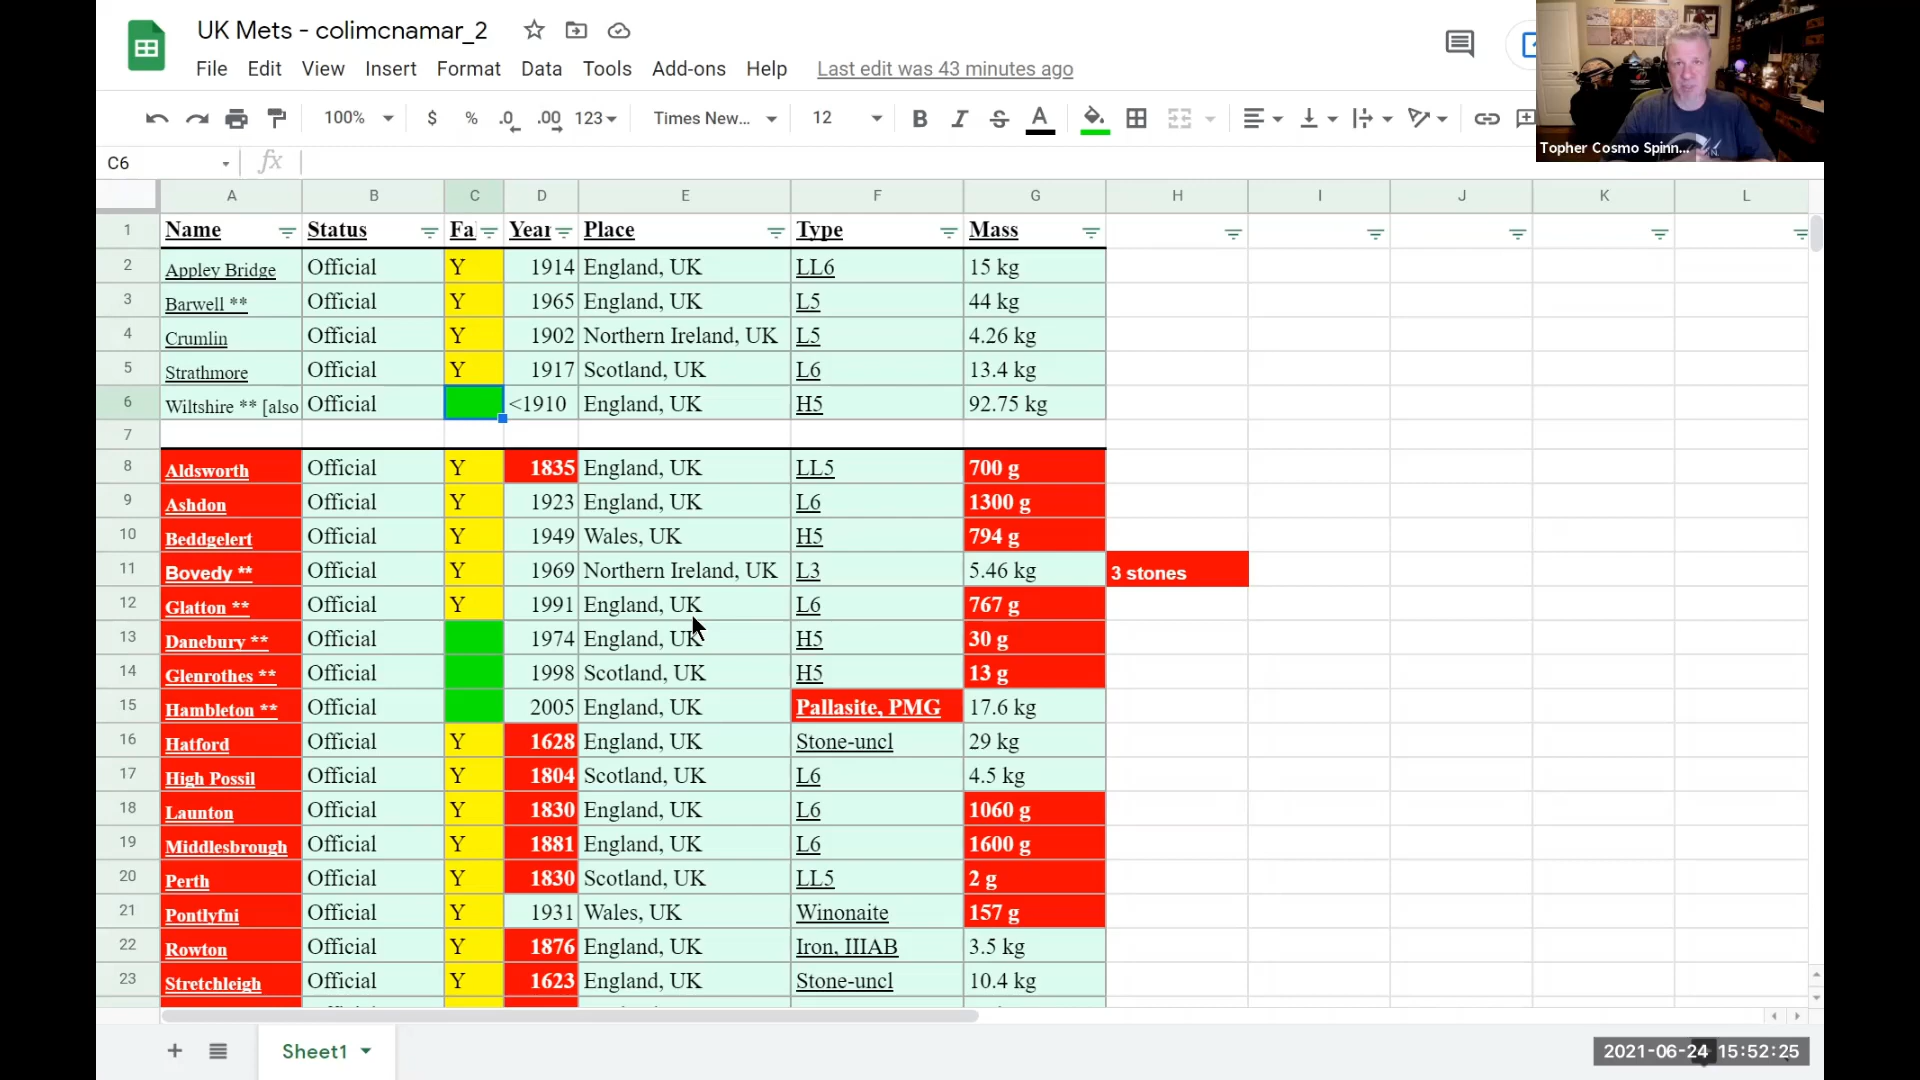 UK Mets - colimcnamar_2
File Edit View Insert Format Data Tools Add-ons Help Last edit was 43 minutes ago
100% $ % .0 .00 123 Times New... 12 B I S A
Topher Cosmo Spinn...
C6 fx
A B C D E F G H I J K L
1 Name Status Fa Year Place Type Mass
2 Appley Bridge Official Y 1914 England, UK LL6 15 kg
3 Barwell ** Official Y 1965 England, UK L5 44 kg
4 Crumlin Official Y 1902 Northern Ireland, UK L5 4.26 kg
5 Strathmore Official Y 1917 Scotland, UK L6 13.4 kg
6 Wiltshire ** [also Official <1910 England, UK H5 92.75 kg
7
8 Aldsworth Official Y 1835 England, UK LL5 700 g
9 Ashdon Official Y 1923 England, UK L6 1300 g
10 Beddgelert Official Y 1949 Wales, UK H5 794 g
11 Bovedy ** Official Y 1969 Northern Ireland, UK L3 5.46 kg 3 stones
12 Glatton ** Official Y 1991 England, UK L6 767 g
13 Danebury ** Official 1974 England, UK H5 30 g
14 Glenrothes ** Official 1998 Scotland, UK H5 13 g
15 Hambleton ** Official 2005 England, UK Pallasite, PMG 17.6 kg
16 Hatford Official Y 1628 England, UK Stone-uncl 29 kg
17 High Possil Official Y 1804 Scotland, UK L6 4.5 kg
18 Launton Official Y 1830 England, UK L6 1060 g
19 Middlesbrough Official Y 1881 England, UK L6 1600 g
20 Perth Official Y 1830 Scotland, UK LL5 2 g
21 Pontlyfni Official Y 1931 Wales, UK Winonaite 157 g
22 Rowton Official Y 1876 England, UK Iron, IIIAB 3.5 kg
23 Stretchleigh Official Y 1623 England, UK Stone-uncl 10.4 kg
Sheet1
2021-06-24 15:52:25